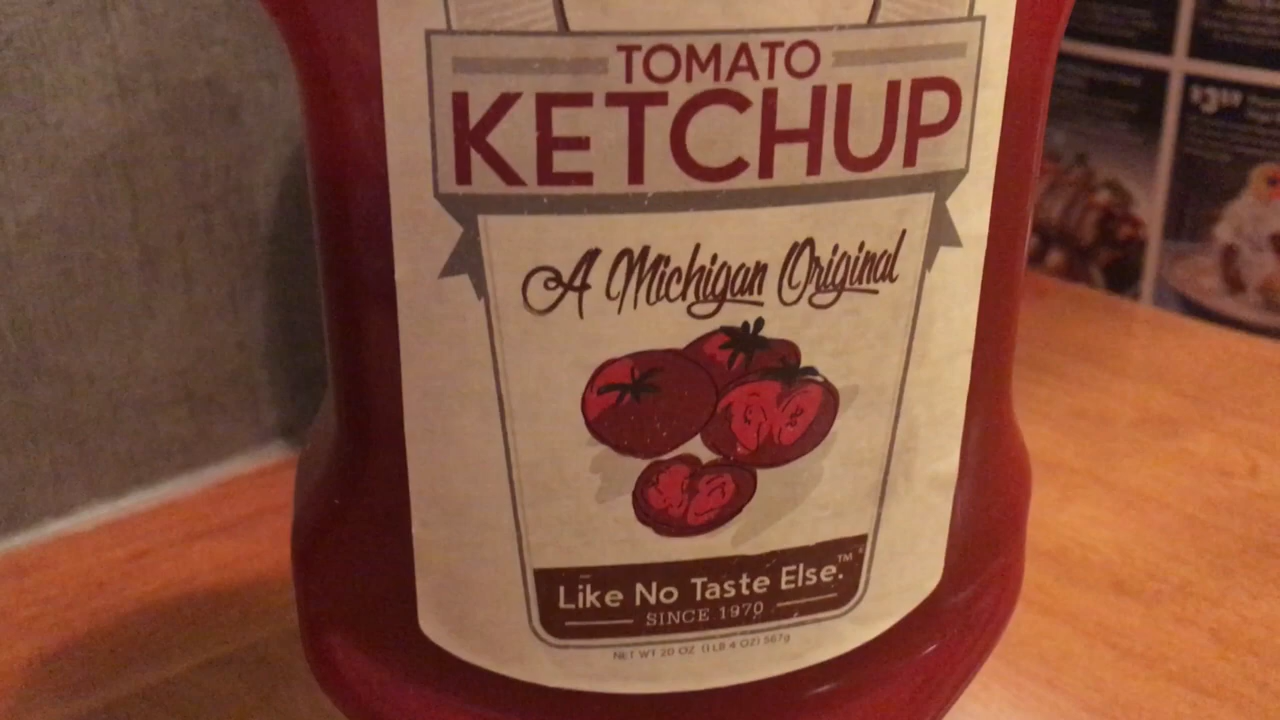 TOMATO
KETCHUP
A Michigan Original
Like No Taste Else.™
SINCE 1970
NET WT 20 OZ (1 LB 4 OZ) 567g